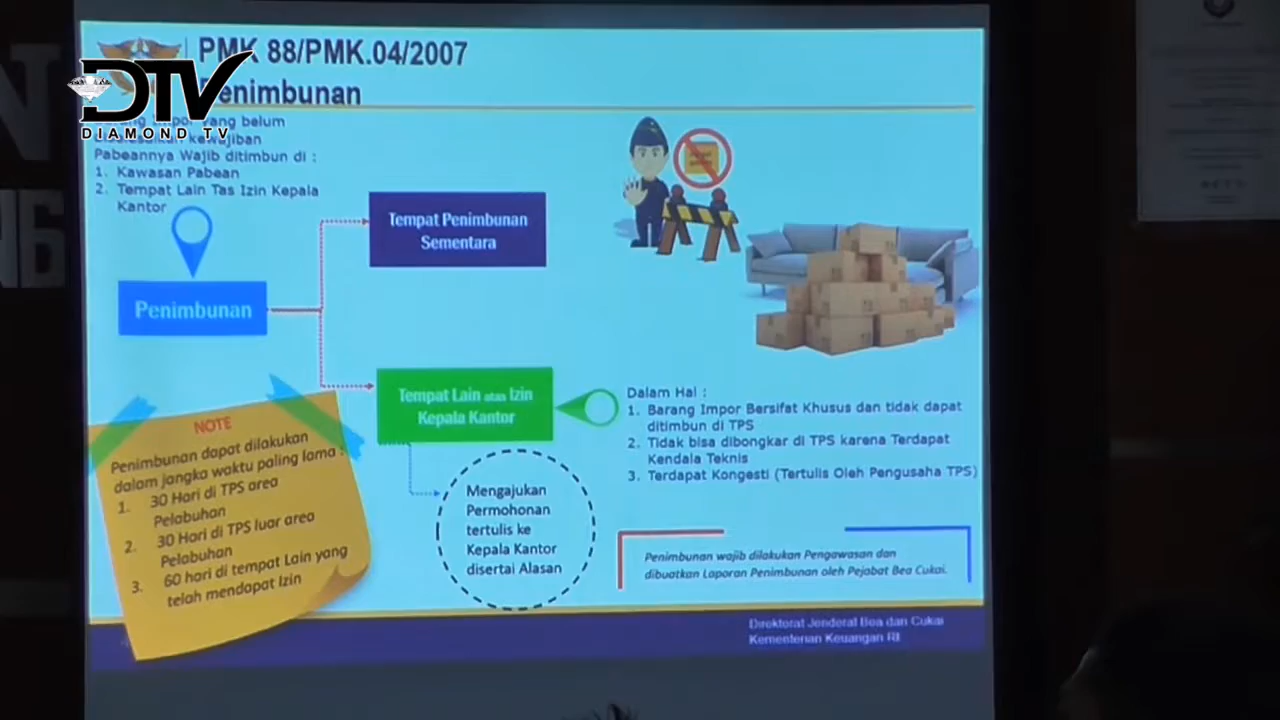 PMK 88/PMK.04/2007
Penimbunan
DTV
DIAMOND TV
Barang Impor yang belum
kewajiban
Pabeannya Wajib ditimbun di :
1. Kawasan Pabean
2. Tempat Lain Tas Izin Kepala
Kantor
Tempat Penimbunan
Sementara
Penimbunan
Tempat Lain atas Izin
Kepala Kantor
Dalam Hal :
1. Barang Impor Bersifat Khusus dan tidak dapat
ditimbun di TPS
2. Tidak bisa dibongkar di TPS karena Terdapat
Kendala Teknis
3. Terdapat Kongesti (Tertulis Oleh Pengusaha TPS)
NOTE
Penimbunan dapat dilakukan
dalam jangka waktu paling lama :
1. 30 Hari di TPS area
Pelabuhan
2. 30 Hari di TPS luar area
Pelabuhan
3. 60 hari di tempat Lain yang
telah mendapat Izin
Mengajukan
Permohonan
tertulis ke
Kepala Kantor
disertai Alasan
Penimbunan wajib dilakukan Pengawasan dan
dibuatkan Laporan Penimbunan oleh Pejabat Bea Cukai.
Direktorat Jenderal Bea dan Cukai
Kementerian Keuangan RI